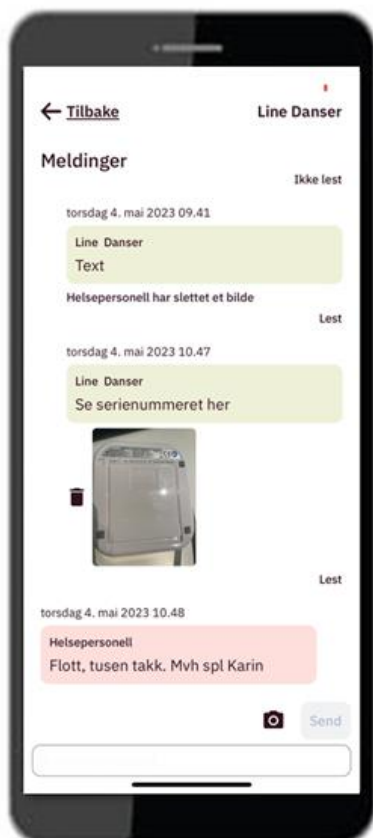 ← Tilbake
Line Danser
Meldinger
Ikke lest
torsdag 4. mai 2023 09.41
Line Danser
Text
Helsepersonell har slettet et bilde
Lest
torsdag 4. mai 2023 10.47
Line Danser
Se serienummeret her
Lest
torsdag 4. mai 2023 10.48
Helsepersonell
Flott, tusen takk. Mvh spl Karin
Send